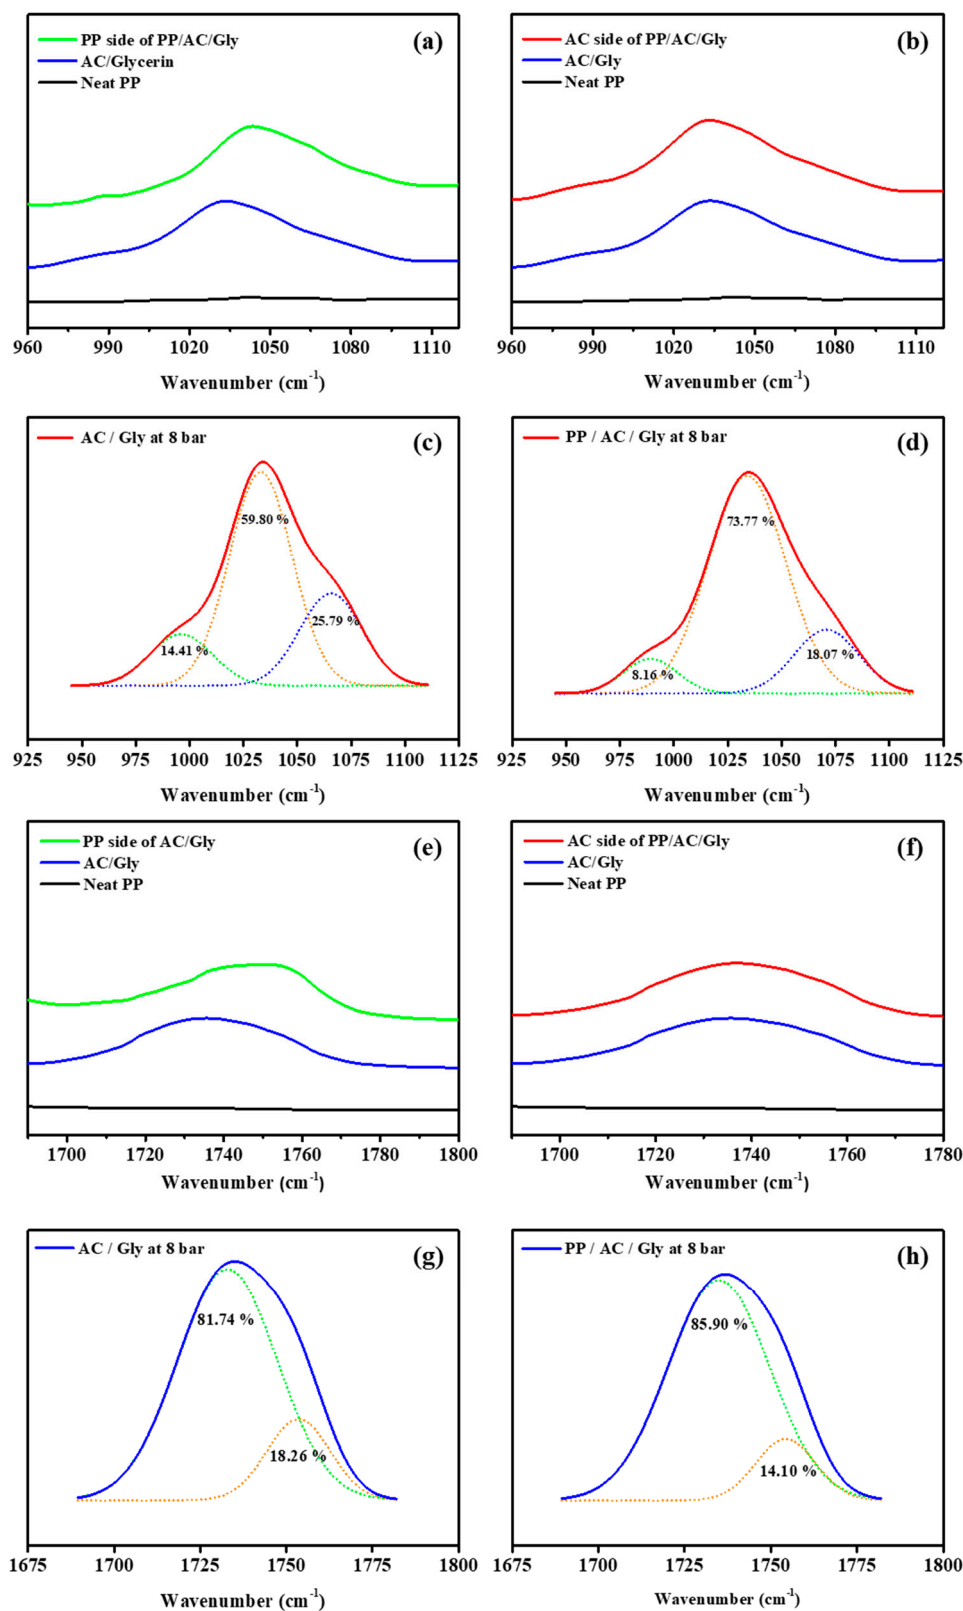 PP side of PP/AC/Gly
AC/Glycerin
Neat PP
(a)
960 990 1020 1050 1080 1110
Wavenumber (cm-1)
AC side of PP/AC/Gly
AC/Gly
Neat PP
(b)
960 990 1020 1050 1080 1110
Wavenumber (cm-1)
AC / Gly at 8 bar
(c)
59.80 %
25.79 %
14.41 %
925 950 975 1000 1025 1050 1075 1100 1125
Wavenumber (cm-1)
PP / AC / Gly at 8 bar
(d)
73.77 %
18.07 %
8.16 %
925 950 975 1000 1025 1050 1075 1100 1125
Wavenumber (cm-1)
PP side of AC/Gly
AC/Gly
Neat PP
(e)
1700 1720 1740 1760 1780 1800
Wavenumber (cm-1)
AC side of PP/AC/Gly
AC/Gly
Neat PP
(f)
1700 1720 1740 1760 1780
Wavenumber (cm-1)
AC / Gly at 8 bar
(g)
81.74 %
18.26 %
1675 1700 1725 1750 1775 1800
Wavenumber (cm-1)
PP / AC / Gly at 8 bar
(h)
85.90 %
14.10 %
1675 1700 1725 1750 1775 1800
Wavenumber (cm-1)